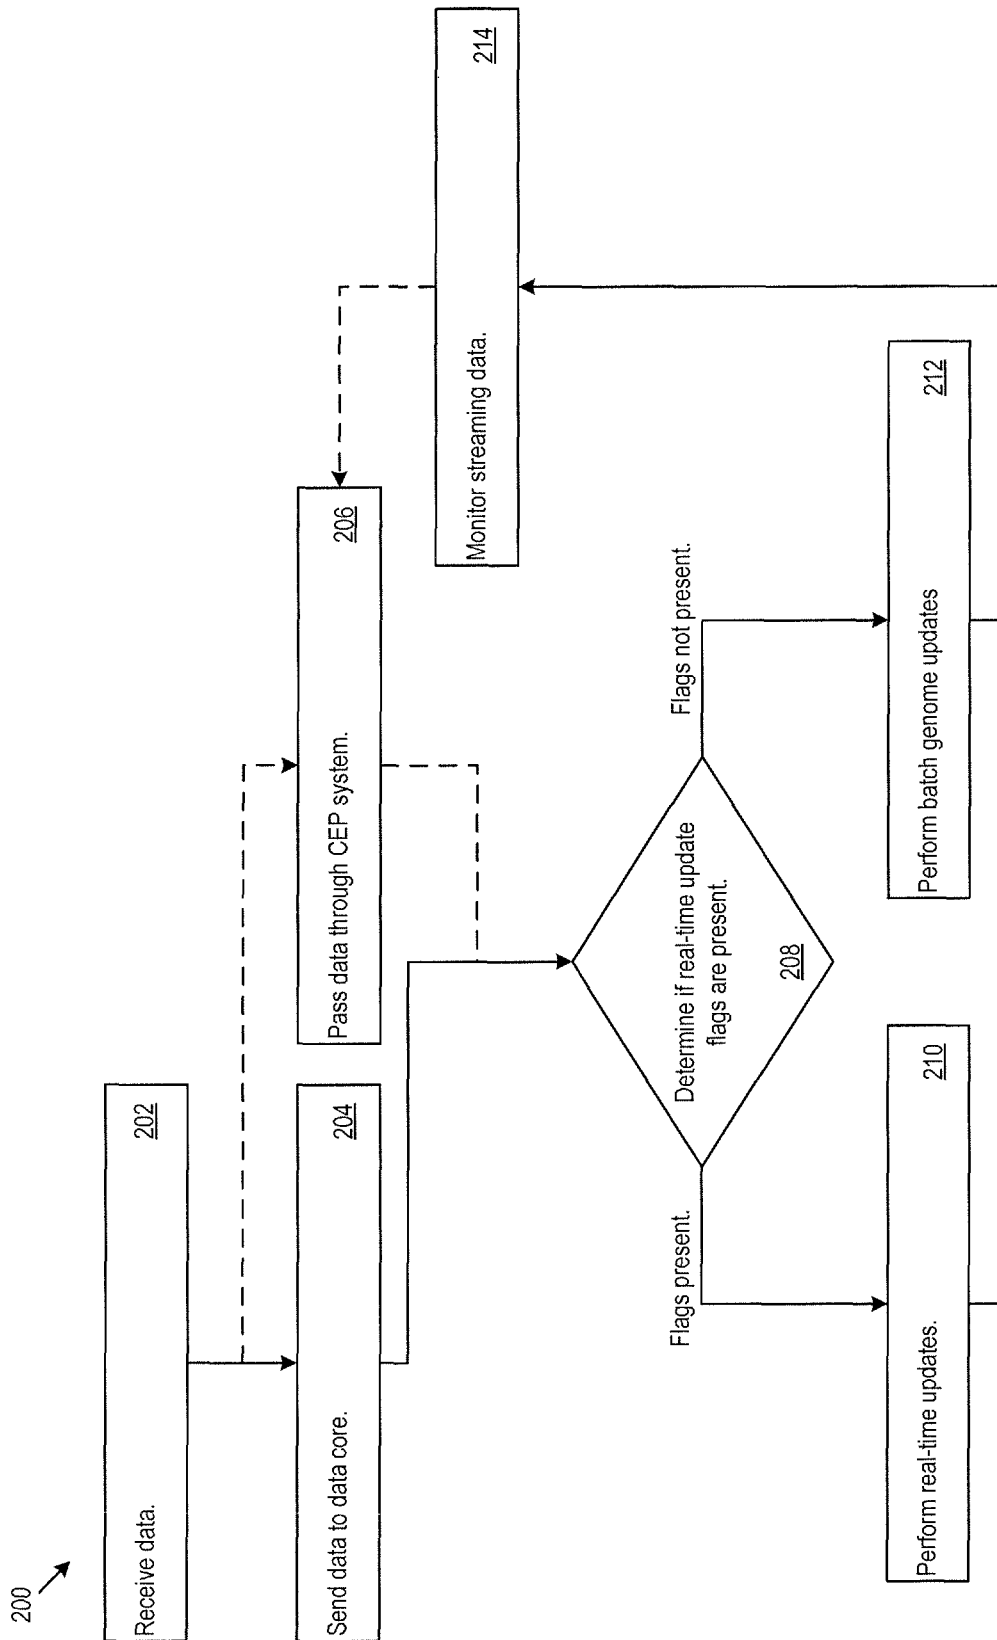 200
Receive data.
202
Send data to data core.
204
Pass data through CEP system.
206
Determine if real-time update
flags are present.
208
Flags present.
Flags not present.
Perform real-time updates.
210
Perform batch genome updates
212
Monitor streaming data.
214